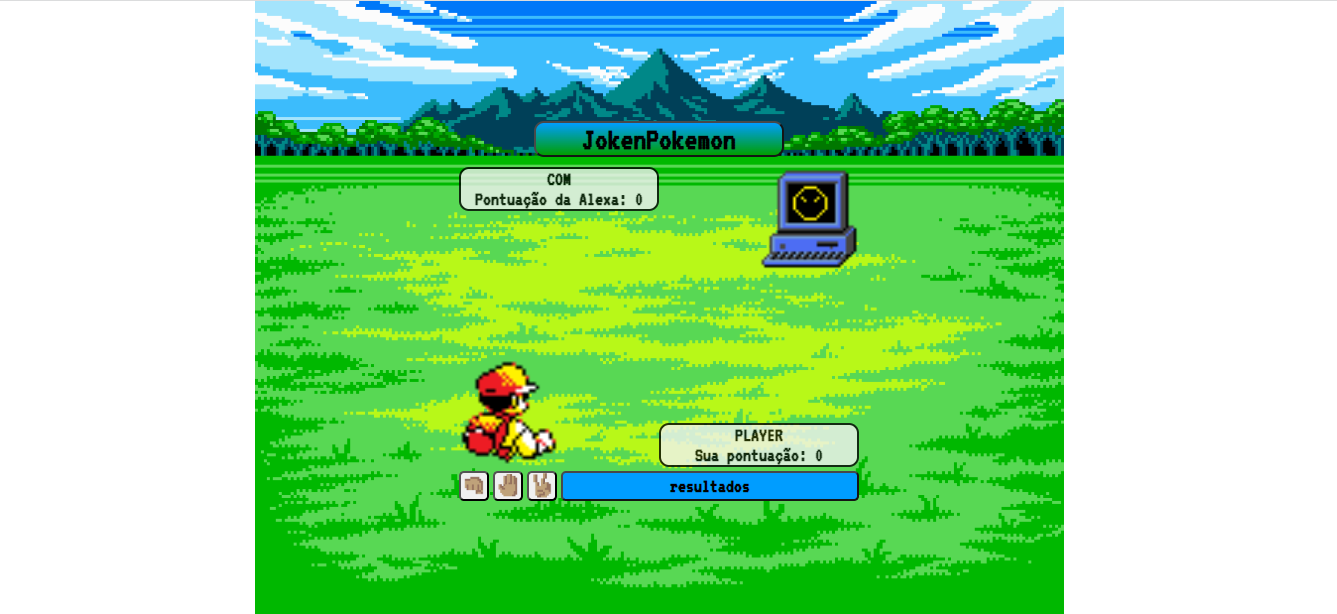 JokenPokemon
COM
Pontuação da Alexa: 0
PLAYER
Sua pontuação: 0
resultados